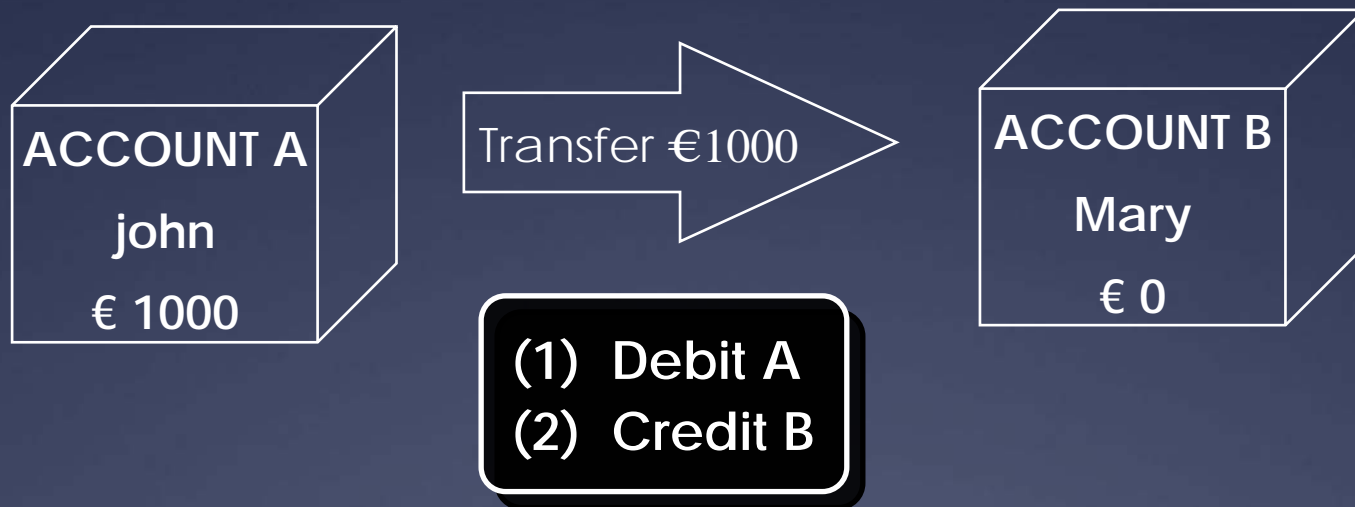 ACCOUNT A
john
€ 1000
Transfer €1000
(1) Debit A
(2) Credit B
ACCOUNT B
Mary
€ 0